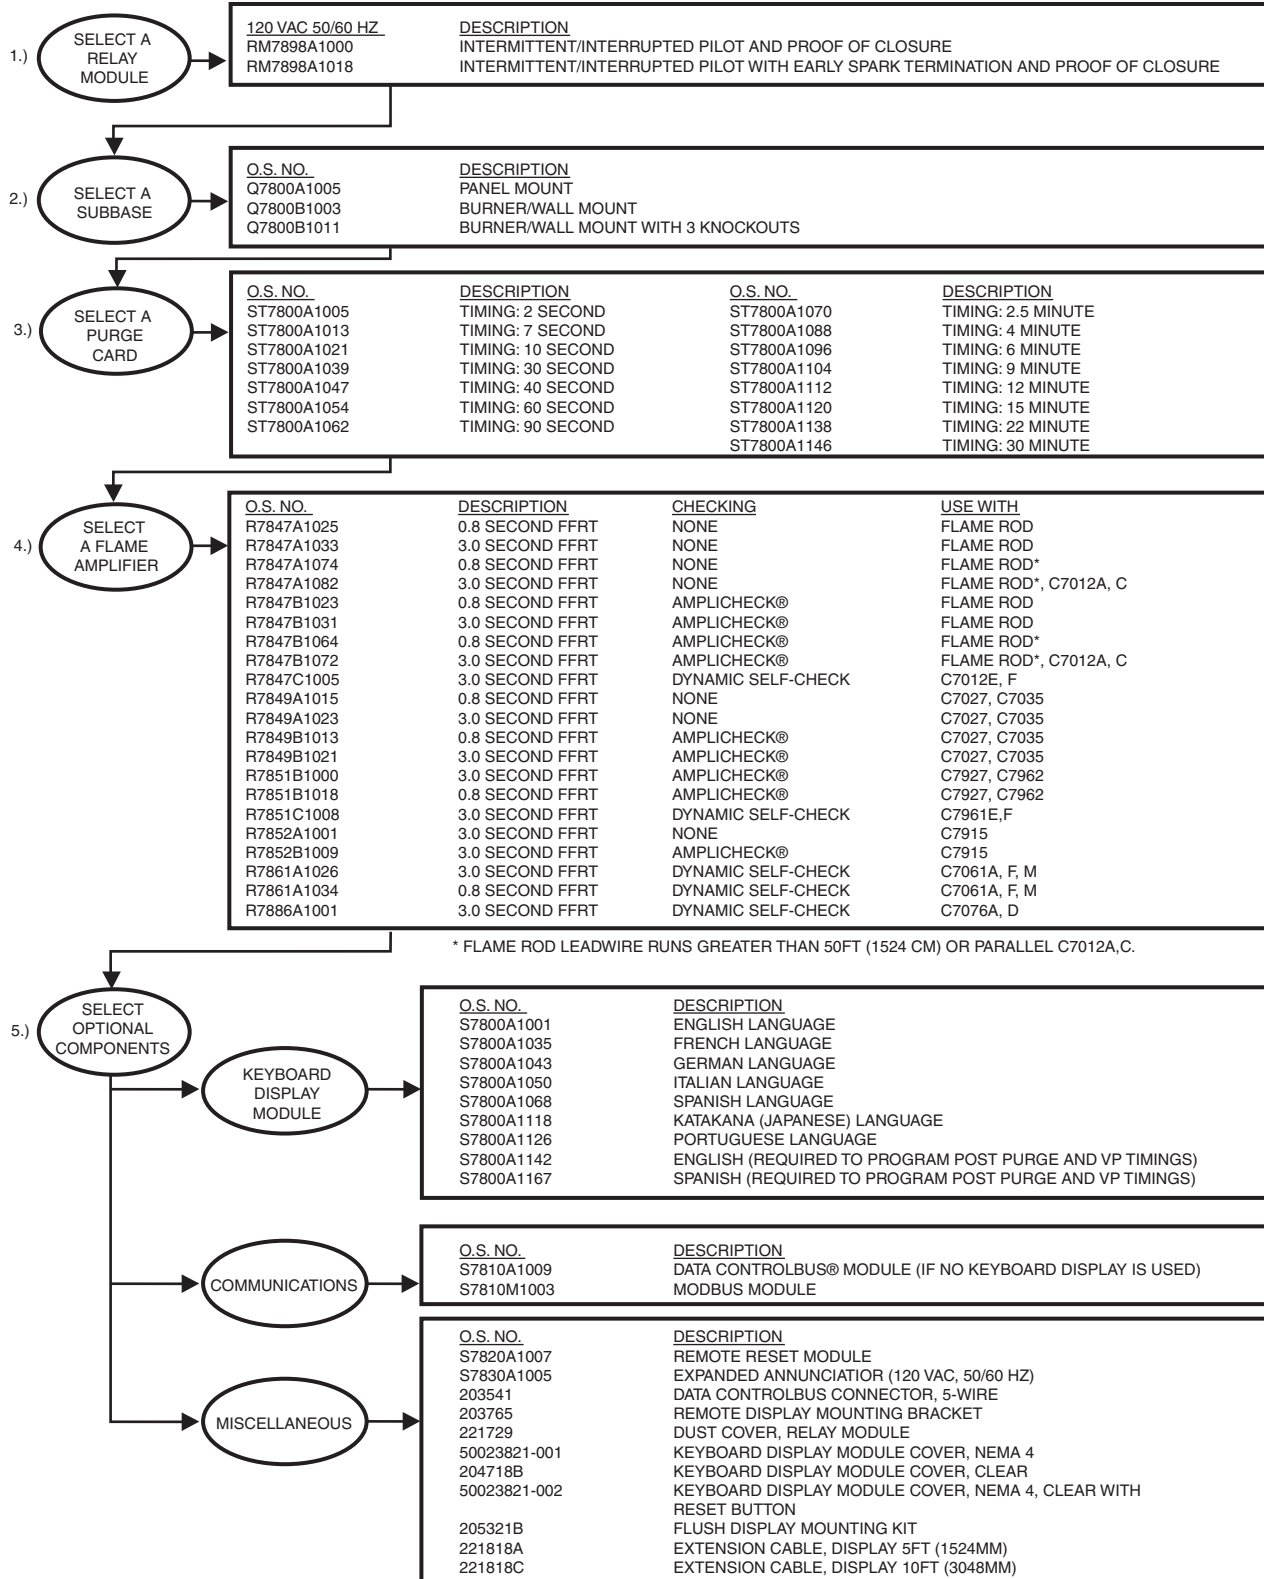 1.)
SELECT A
RELAY
MODULE
120 VAC 50/60 HZ DESCRIPTION
RM7898A1000 INTERMITTENT/INTERRUPTED PILOT AND PROOF OF CLOSURE
RM7898A1018 INTERMITTENT/INTERRUPTED PILOT WITH EARLY SPARK TERMINATION AND PROOF OF CLOSURE
2.)
SELECT A
SUBBASE
O.S. NO. DESCRIPTION
Q7800A1005 PANEL MOUNT
Q7800B1003 BURNER/WALL MOUNT
Q7800B1011 BURNER/WALL MOUNT WITH 3 KNOCKOUTS
3.)
SELECT A
PURGE
CARD
O.S. NO. DESCRIPTION O.S. NO. DESCRIPTION
ST7800A1005 TIMING: 2 SECOND ST7800A1070 TIMING: 2.5 MINUTE
ST7800A1013 TIMING: 7 SECOND ST7800A1088 TIMING: 4 MINUTE
ST7800A1021 TIMING: 10 SECOND ST7800A1096 TIMING: 6 MINUTE
ST7800A1039 TIMING: 30 SECOND ST7800A1104 TIMING: 9 MINUTE
ST7800A1047 TIMING: 40 SECOND ST7800A1112 TIMING: 12 MINUTE
ST7800A1054 TIMING: 60 SECOND ST7800A1120 TIMING: 15 MINUTE
ST7800A1062 TIMING: 90 SECOND ST7800A1138 TIMING: 22 MINUTE
ST7800A1146 TIMING: 30 MINUTE
4.)
SELECT
A FLAME
AMPLIFIER
O.S. NO. DESCRIPTION CHECKING USE WITH
R7847A1025 0.8 SECOND FFRT NONE FLAME ROD
R7847A1033 3.0 SECOND FFRT NONE FLAME ROD
R7847A1074 0.8 SECOND FFRT NONE FLAME ROD*
R7847A1082 3.0 SECOND FFRT NONE FLAME ROD*, C7012A, C
R7847B1023 0.8 SECOND FFRT AMPLICHECK® FLAME ROD
R7847B1031 3.0 SECOND FFRT AMPLICHECK® FLAME ROD
R7847B1064 0.8 SECOND FFRT AMPLICHECK® FLAME ROD*
R7847B1072 3.0 SECOND FFRT AMPLICHECK® FLAME ROD*, C7012A, C
R7847C1005 3.0 SECOND FFRT DYNAMIC SELF-CHECK C7012E, F
R7849A1015 0.8 SECOND FFRT NONE C7027, C7035
R7849A1023 3.0 SECOND FFRT NONE C7027, C7035
R7849B1013 0.8 SECOND FFRT AMPLICHECK® C7027, C7035
R7849B1021 3.0 SECOND FFRT AMPLICHECK® C7027, C7035
R7851B1000 3.0 SECOND FFRT AMPLICHECK® C7927, C7962
R7851B1018 0.8 SECOND FFRT AMPLICHECK® C7927, C7962
R7851C1008 3.0 SECOND FFRT DYNAMIC SELF-CHECK C7961E,F
R7852A1001 3.0 SECOND FFRT NONE C7915
R7852B1009 3.0 SECOND FFRT AMPLICHECK® C7915
R7861A1026 3.0 SECOND FFRT DYNAMIC SELF-CHECK C7061A, F, M
R7861A1034 0.8 SECOND FFRT DYNAMIC SELF-CHECK C7061A, F, M
R7886A1001 3.0 SECOND FFRT DYNAMIC SELF-CHECK C7076A, D
* FLAME ROD LEADWIRE RUNS GREATER THAN 50FT (1524 CM) OR PARALLEL C7012A,C.
5.)
SELECT
OPTIONAL
COMPONENTS
KEYBOARD
DISPLAY
MODULE
O.S. NO. DESCRIPTION
S7800A1001 ENGLISH LANGUAGE
S7800A1035 FRENCH LANGUAGE
S7800A1043 GERMAN LANGUAGE
S7800A1050 ITALIAN LANGUAGE
S7800A1068 SPANISH LANGUAGE
S7800A1118 KATAKANA (JAPANESE) LANGUAGE
S7800A1126 PORTUGUESE LANGUAGE
S7800A1142 ENGLISH (REQUIRED TO PROGRAM POST PURGE AND VP TIMINGS)
S7800A1167 SPANISH (REQUIRED TO PROGRAM POST PURGE AND VP TIMINGS)
COMMUNICATIONS
O.S. NO. DESCRIPTION
S7810A1009 DATA CONTROLBUS® MODULE (IF NO KEYBOARD DISPLAY IS USED)
S7810M1003 MODBUS MODULE
MISCELLANEOUS
O.S. NO. DESCRIPTION
S7820A1007 REMOTE RESET MODULE
S7830A1005 EXPANDED ANNUNCIATIOR (120 VAC, 50/60 HZ)
203541 DATA CONTROLBUS CONNECTOR, 5-WIRE
203765 REMOTE DISPLAY MOUNTING BRACKET
221729 DUST COVER, RELAY MODULE
50023821-001 KEYBOARD DISPLAY MODULE COVER, NEMA 4
204718B KEYBOARD DISPLAY MODULE COVER, CLEAR
50023821-002 KEYBOARD DISPLAY MODULE COVER, NEMA 4, CLEAR WITH
RESET BUTTON
205321B FLUSH DISPLAY MOUNTING KIT
221818A EXTENSION CABLE, DISPLAY 5FT (1524MM)
221818C EXTENSION CABLE, DISPLAY 10FT (3048MM)